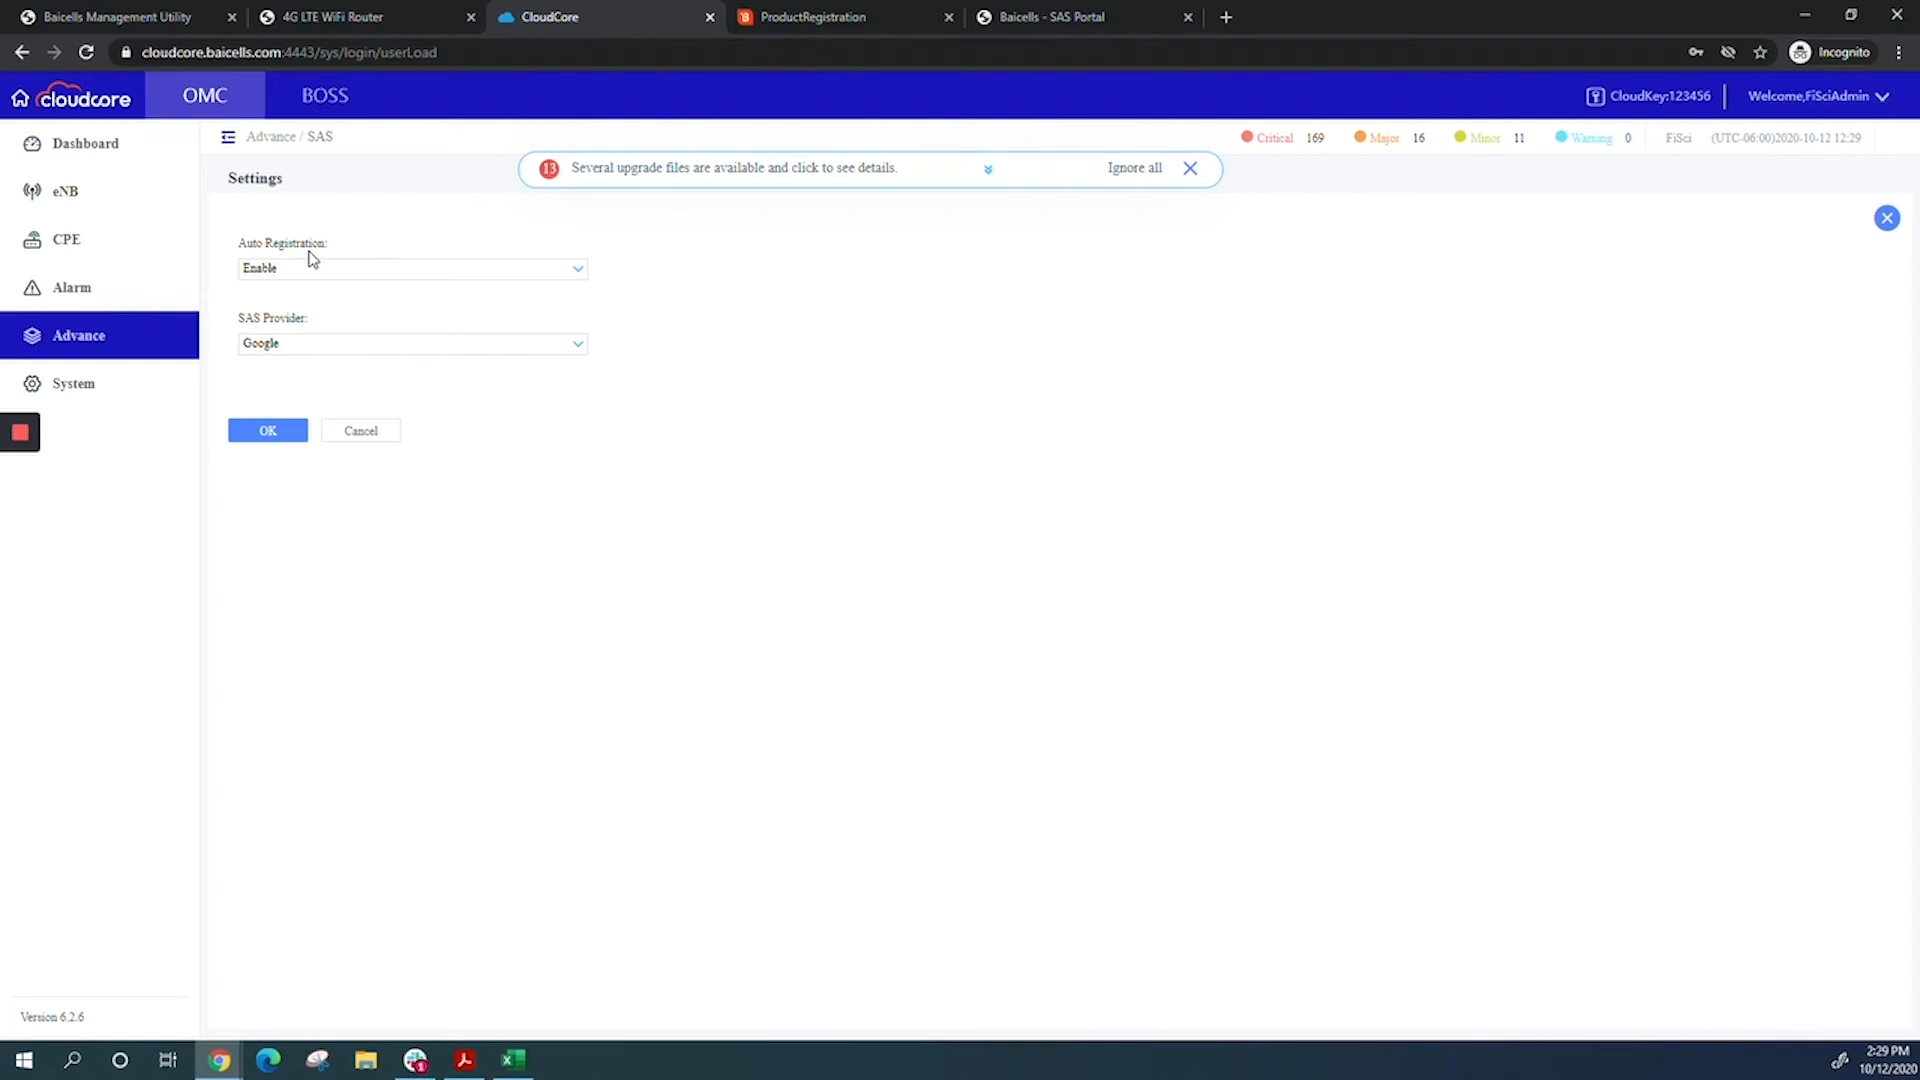 Baicells Management Utility
4G LTE WiFi Router
CloudCore
ProductRegistration
Baicells - SAS Portal
cloudcore.baicells.com:4443/sys/login/userLoad
Incognito
cloudcore
OMC
BOSS
CloudKey:123456
Welcome,FiSciAdmin
Dashboard
eNB
CPE
Alarm
Advance
System
Version 6.2.6
Advance / SAS
Critical 169
Major 16
Minor 11
Warning 0
FiSci
(UTC-06:00)2020-10-12 12:29
13 Several upgrade files are available and click to see details.
Ignore all
Settings
Auto Registration:
Enable
SAS Provider:
Google
OK
Cancel
1
2:29 PM
10/12/2020